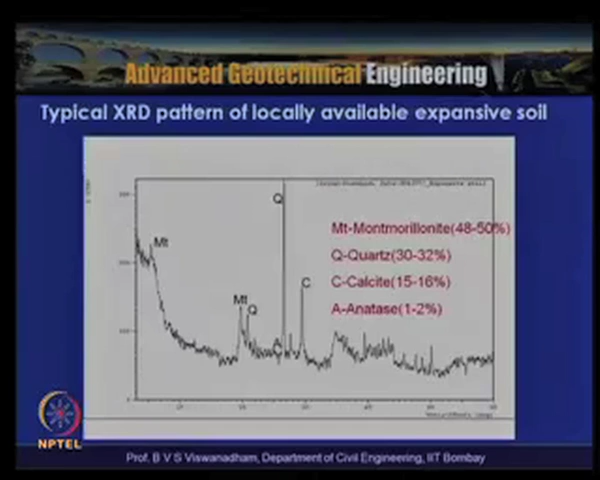 Advanced Geotechnical Engineering
Typical XRD pattern of locally available expansive soil
Q
Mt-Montmorillonite(48-50%)
Mt
Q-Quartz(30-32%)
C
C-Calcite(15-16%)
Mt
Q
A-Anatase(1-2%)
A
NPTEL
Prof. B V S Viswanadham, Department of Civil Engineering, IIT Bombay